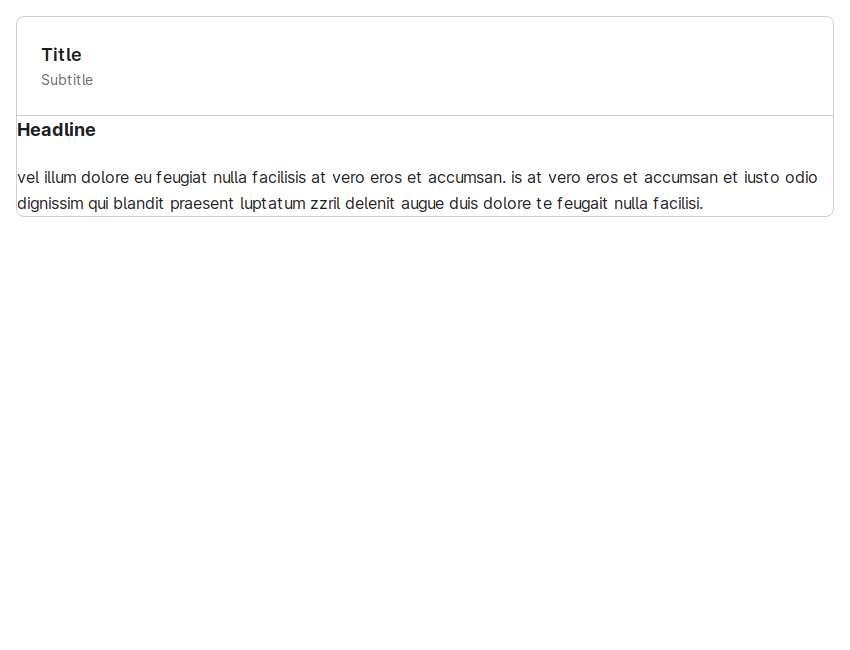 Title
Subtitle
Headline
vel illum dolore eu feugiat nulla facilisis at vero eros et accumsan. is at vero eros et accumsan et iusto odio
dignissim qui blandit praesent luptatum zzril delenit augue duis dolore te feugait nulla facilisi.